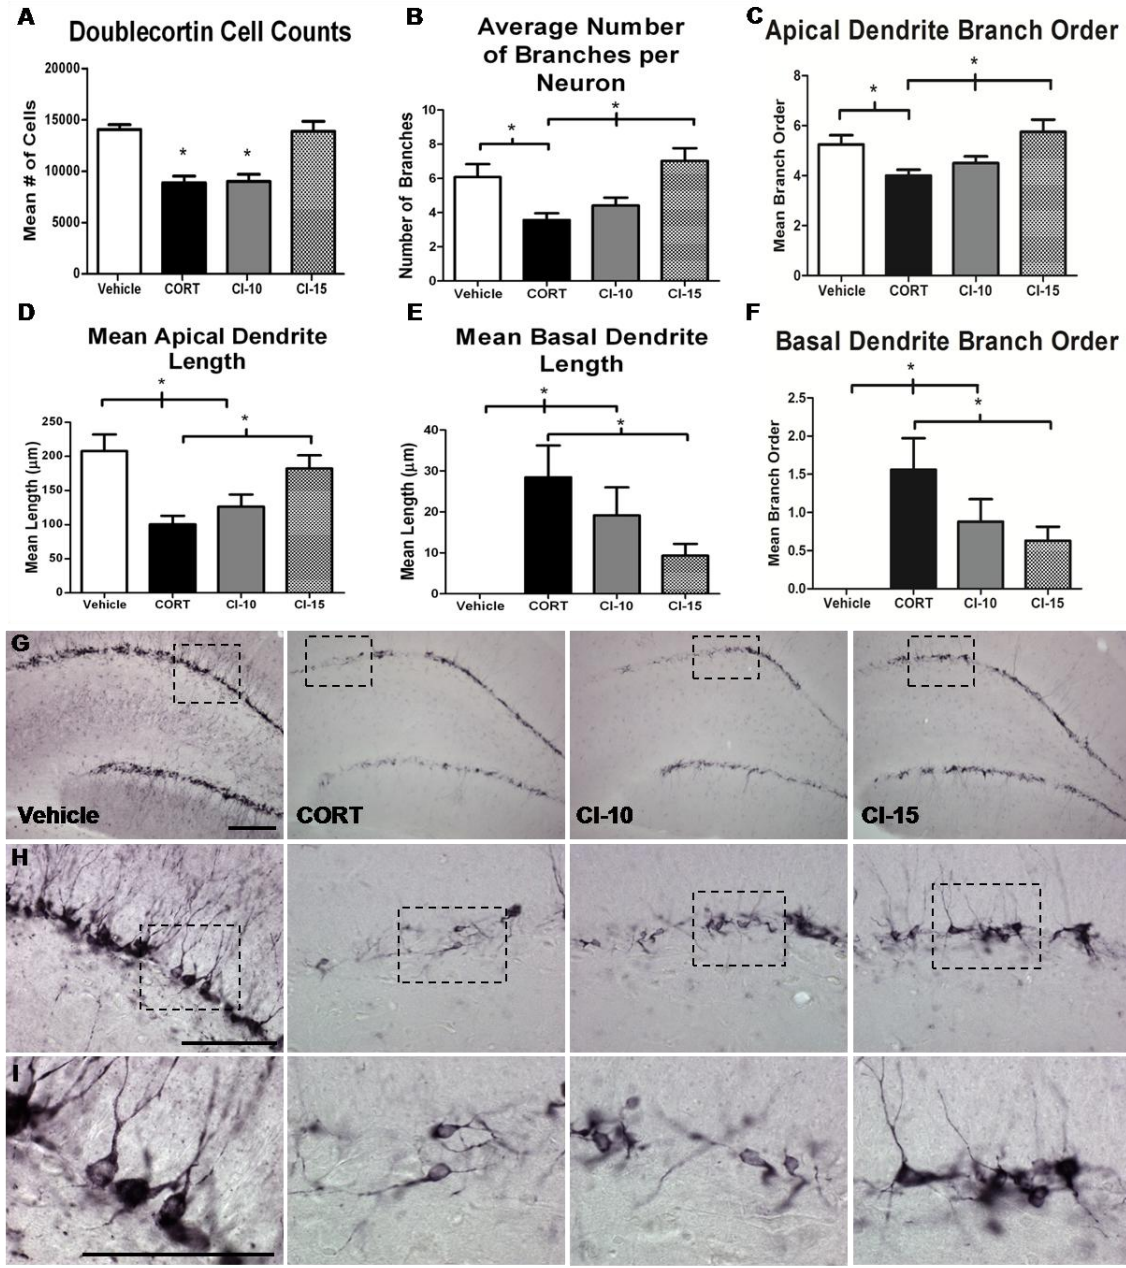 A
Doublecortin Cell Counts
Mean # of Cells
20000
15000
10000
5000
0
*
*
Vehicle CORT CI-10 CI-15
B
Average Number
of Branches per
Neuron
Number of Branches
10
8
6
4
2
0
*
*
Vehicle CORT CI-10 CI-15
C
Apical Dendrite Branch Order
Mean Branch Order
8
6
4
2
0
*
*
Vehicle CORT CI-10 CI-15
D
Mean Apical Dendrite
Length
Mean Length (µm)
250
200
150
100
50
0
*
*
Vehicle CORT CI-10 CI-15
E
Mean Basal Dendrite
Length
Mean Length (µm)
40
30
20
10
0
*
*
Vehicle CORT CI-10 CI-15
F
Basal Dendrite Branch Order
Mean Branch Order
2.5
2.0
1.5
1.0
0.5
0.0
*
*
Vehicle CORT CI-10 CI-15
G
Vehicle CORT CI-10 CI-15
H
I